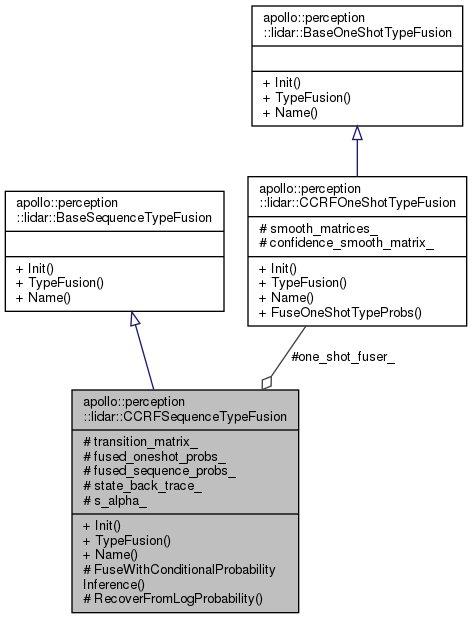 apollo::perception
::lidar::BaseOneShotTypeFusion
+ Init()
+ TypeFusion()
+ Name()
apollo::perception
::lidar::CCRFOneShotTypeFusion
# smooth_matrices_
# confidence_smooth_matrix_
+ Init()
+ TypeFusion()
+ Name()
+ FuseOneShotTypeProbs()
apollo::perception
::lidar::BaseSequenceTypeFusion
+ Init()
+ TypeFusion()
+ Name()
#one_shot_fuser_
apollo::perception
::lidar::CCRFSequenceTypeFusion
# transition_matrix_
# fused_oneshot_probs_
# fused_sequence_probs_
# state_back_trace_
# s_alpha_
+ Init()
+ TypeFusion()
+ Name()
# FuseWithConditionalProbability
Inference()
# RecoverFromLogProbability()